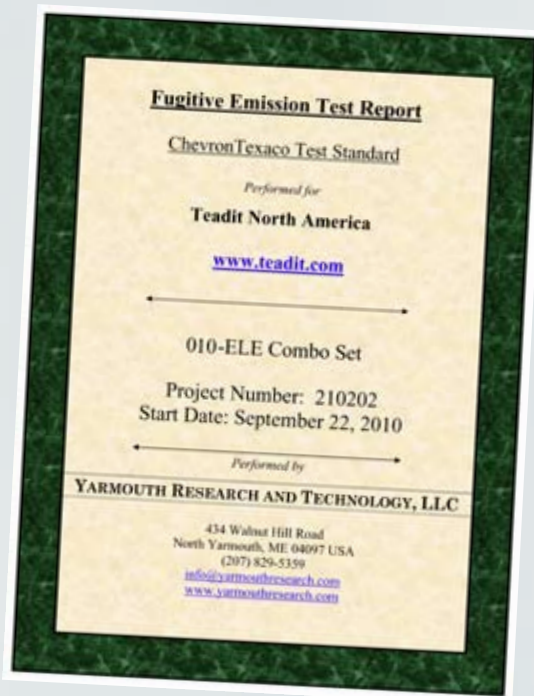 Fugitive Emission Test Report
ChevronTexaco Test Standard
Performed for
Teadit North America
www.teadit.com
010-ELE Combo Set
Project Number: 210202
Start Date: September 22, 2010
Performed by
YARMOUTH RESEARCH AND TECHNOLOGY, LLC
434 Walnut Hill Road
North Yarmouth, ME 04097 USA
(207) 829-5359
info@yarmouthresearch.com
www.yarmouthresearch.com